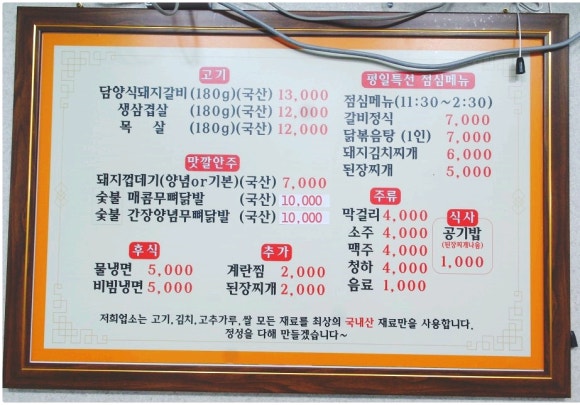 고기
담양식돼지갈비 (180g)(국산) 13,000
생삼겹살 (180g)(국산) 12,000
목 살 (180g)(국산) 12,000
맛깔안주
돼지껍데기(양념or기본)(국산) 7,000
숯불 매콤무뼈닭발 (국산) 10,000
숯불 간장양념무뼈닭발 (국산) 10,000
후식
물냉면 5,000
비빔냉면 5,000
추가
계란찜 2,000
된장찌개 2,000
평일특선 점심메뉴
점심메뉴(11:30~2:30)
갈비정식 7,000
닭볶음탕 (1인) 7,000
돼지김치찌개 6,000
된장찌개 5,000
주류
막걸리 4,000
소주 4,000
맥주 4,000
청하 4,000
음료 1,000
식사
공기밥
(된장찌개나옴)
1,000
저희업소는 고기, 김치, 고추가루, 쌀 모든 재료를 최상의 국내산 재료만을 사용합니다.
정성을 다해 만들겠습니다~